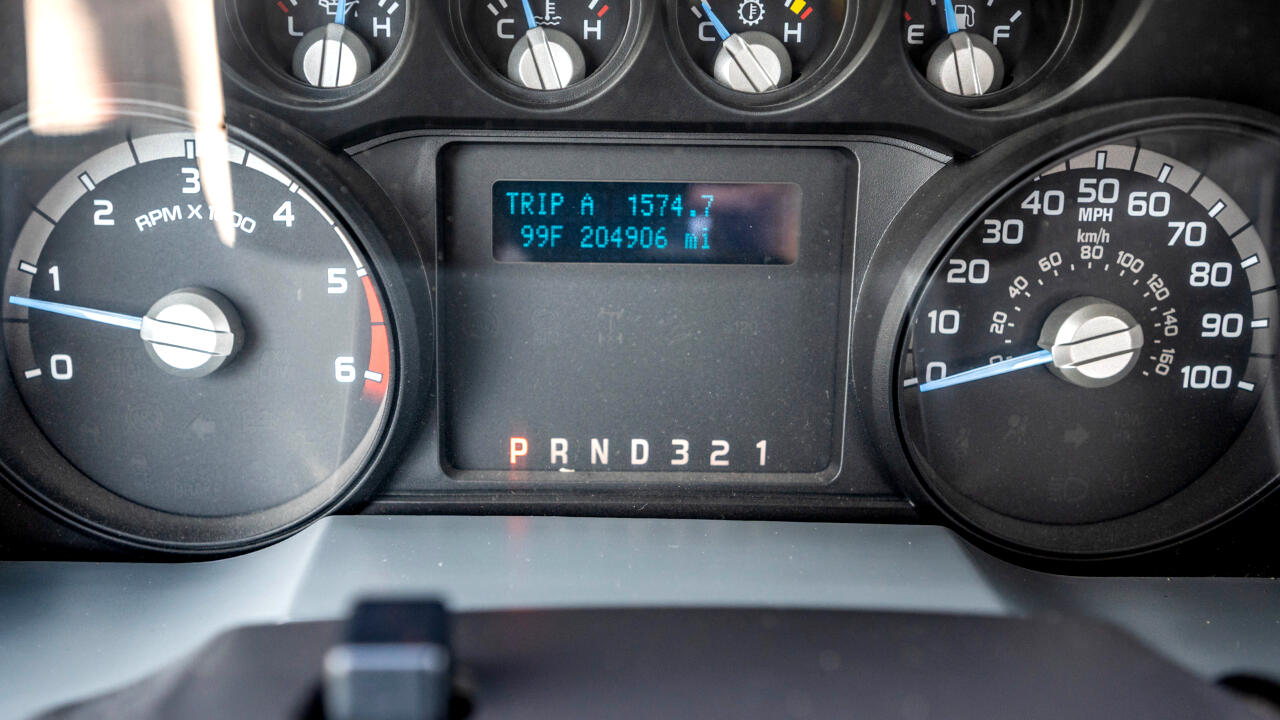 L H
C H
C H
E F
0 1 2 3 4 5 6
RPM X 1000
TRIP A 1574.7
99F 204906 mi
P R N D 3 2 1
0 10 20 30 40 50 60 70 80 90 100
MPH
km/h
0 20 40 60 80 100 120 140 160